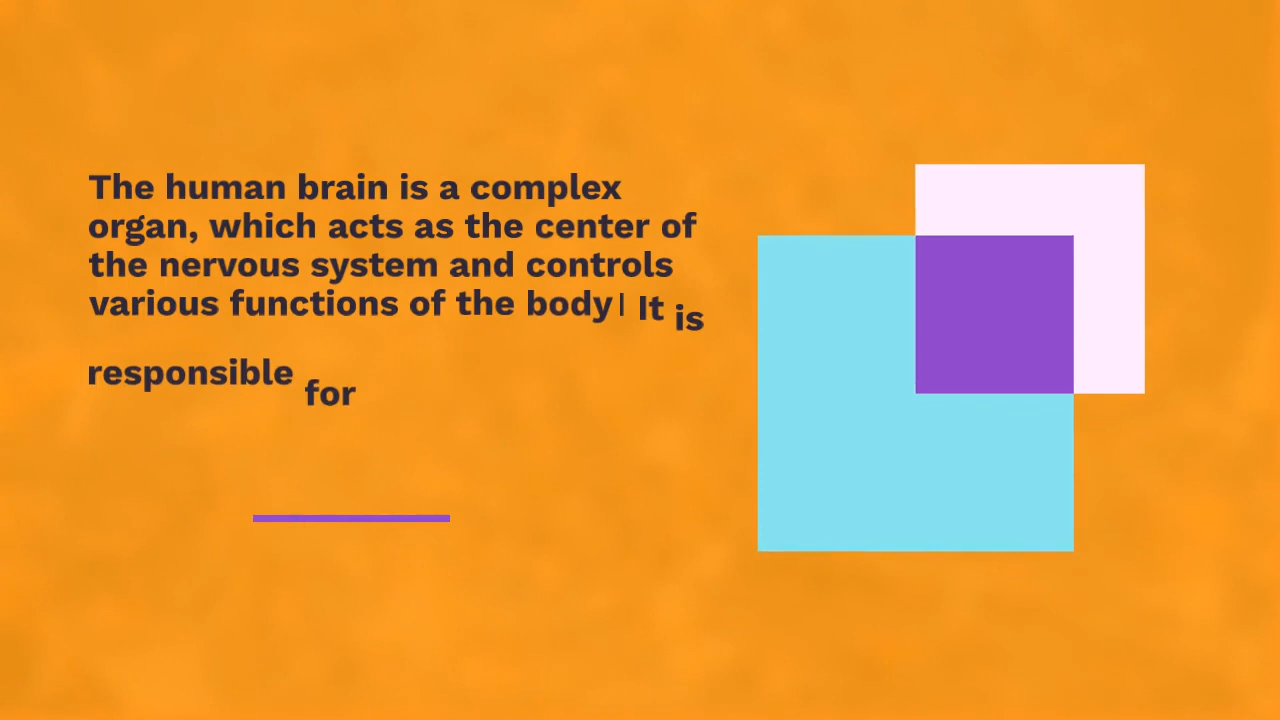 The human brain is a complex
organ, which acts as the center of
the nervous system and controls
various functions of the body| It is
responsible for